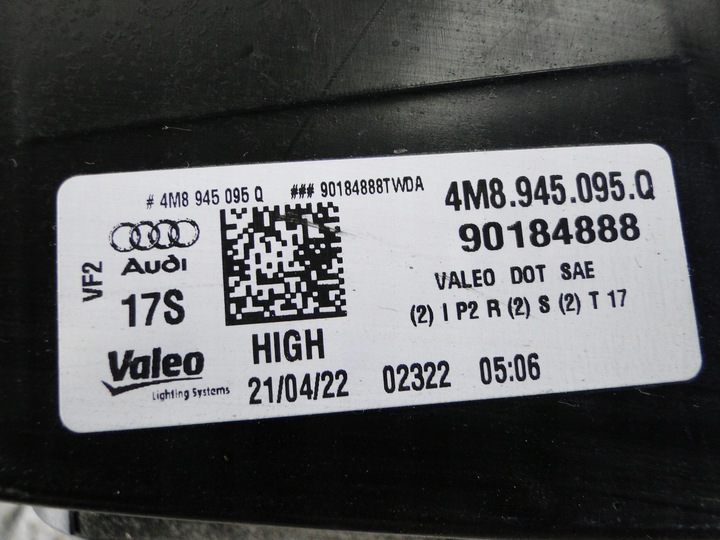 # 4M8 945 095 Q ### 90184888TWDA
4M8.945.095.Q
90184888
VF2
Audi
17S
VALEO DOT SAE
(2) I P2 R (2) S (2) T 17
HIGH
Valeo
Lighting Systems
21/04/22 02322 05:06